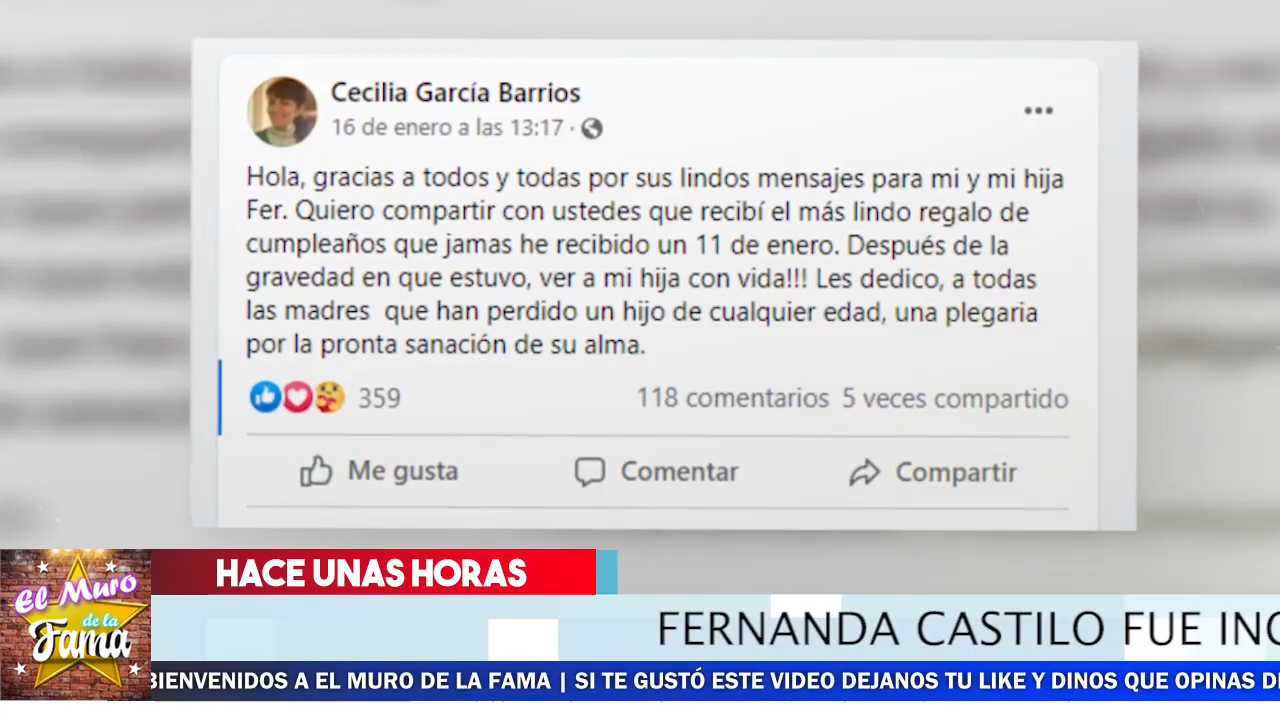 Cecilia García Barrios
16 de enero a las 13:17 ·
Hola, gracias a todos y todas por sus lindos mensajes para mi y mi hija
Fer. Quiero compartir con ustedes que recibí el más lindo regalo de
cumpleaños que jamas he recibido un 11 de enero. Después de la
gravedad en que estuvo, ver a mi hija con vida!!! Les dedico, a todas
las madres que han perdido un hijo de cualquier edad, una plegaria
por la pronta sanación de su alma.
359 118 comentarios 5 veces compartido
Me gusta Comentar Compartir
HACE UNAS HORAS
El Muro
de la
Fama
FERNANDA CASTILO FUE
BIENVENIDOS A EL MURO DE LA FAMA | SI TE GUSTÓ ESTE VIDEO DEJANOS TU LIKE Y DINOS QUE OPINAS